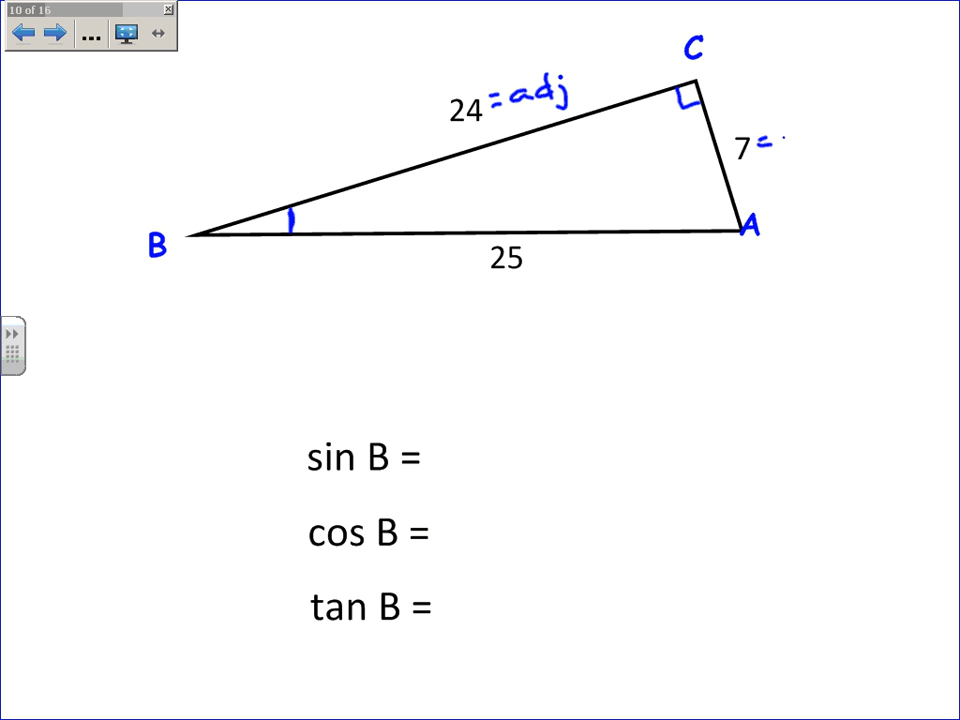 10 of 16
...
C
24 = adj
7 =
B
A
25
sin B =
cos B =
tan B =